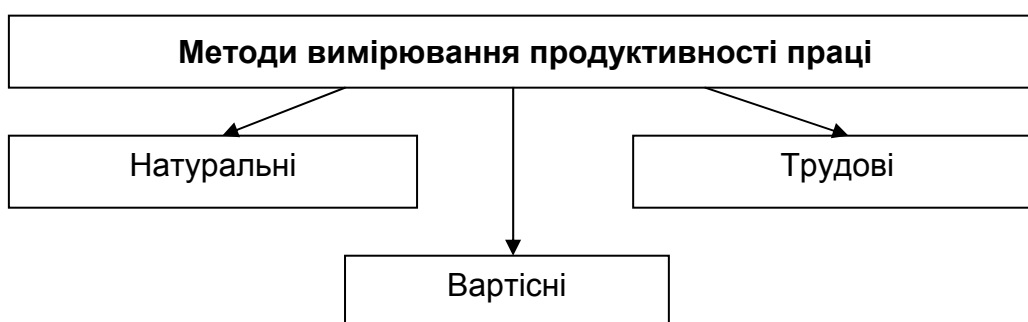 Методи вимірювання продуктивності праці
Натуральні
Трудові
Вартісні